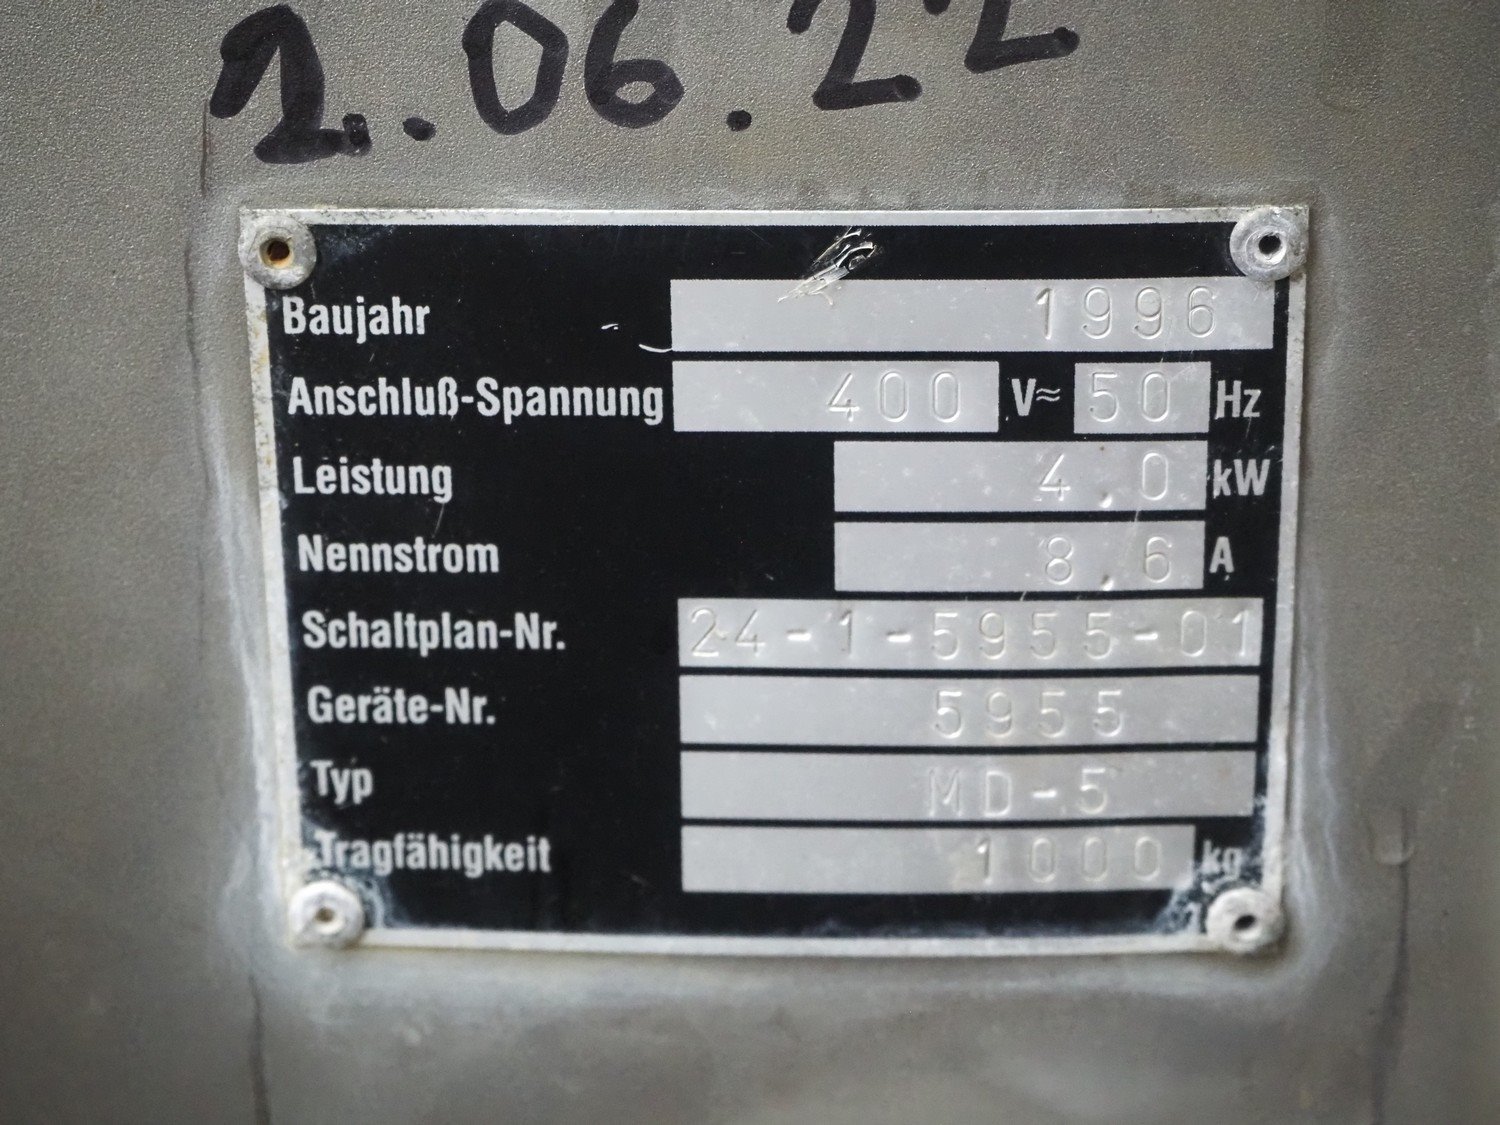 2.06.22
Baujahr 1996
Anschluß-Spannung 400 V≈ 50 Hz
Leistung 4,0 kW
Nennstrom 8,6 A
Schaltplan-Nr. 24-1-5955-01
Geräte-Nr. 5955
Typ MD-5
Tragfähigkeit 1000 kg